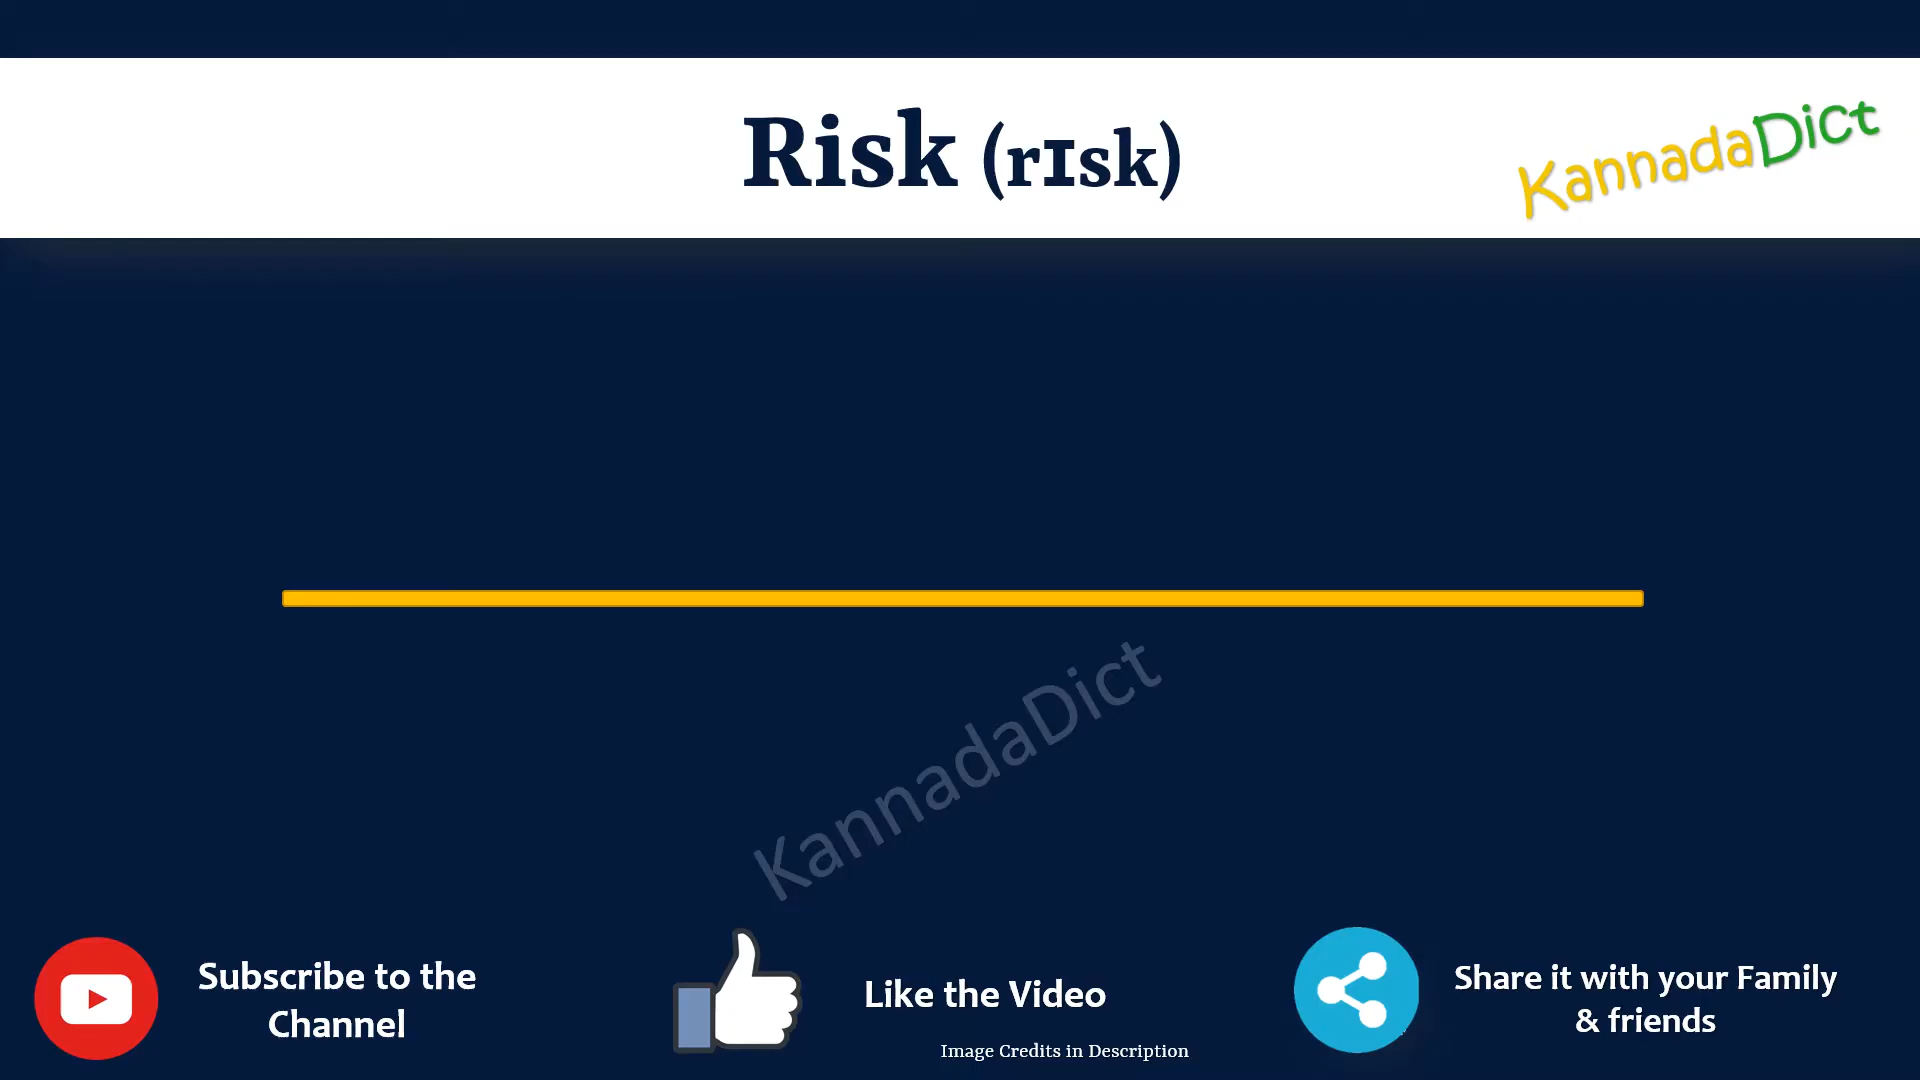 Risk (rɪsk)
KannadaDict
KannadaDict
Subscribe to the
Channel
Like the Video
Share it with your Family
& friends
Image Credits in Description